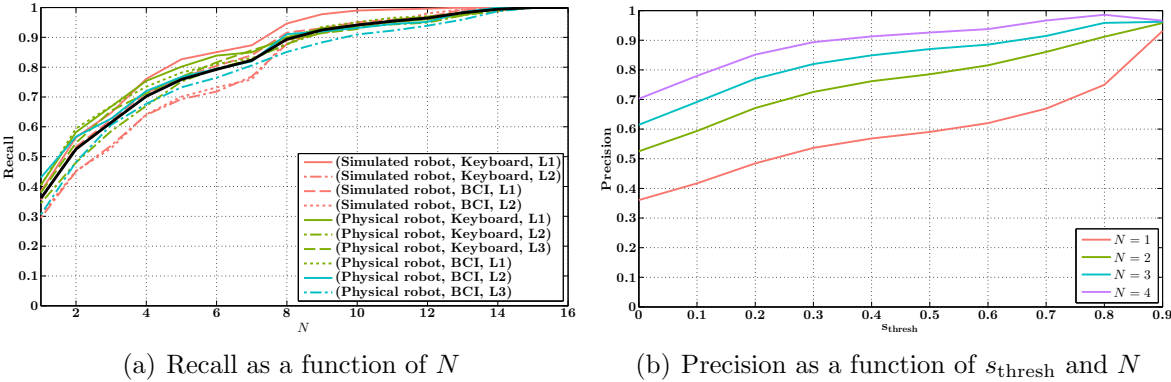 Recall
1
0.9
0.8
0.7
0.6
0.5
0.4
0.3
0.2
0.1
0
2
4
6
8
10
12
14
16
N
(Simulated robot, Keyboard, L1)
(Simulated robot, Keyboard, L2)
(Simulated robot, BCI, L1)
(Simulated robot, BCI, L2)
(Physical robot, Keyboard, L1)
(Physical robot, Keyboard, L2)
(Physical robot, Keyboard, L3)
(Physical robot, BCI, L1)
(Physical robot, BCI, L2)
(Physical robot, BCI, L3)
(a) Recall as a function of N
Precision
1
0.9
0.8
0.7
0.6
0.5
0.4
0.3
0.2
0.1
0
0
0.1
0.2
0.3
0.4
0.5
0.6
0.7
0.8
0.9
s_thresh
N = 1
N = 2
N = 3
N = 4
(b) Precision as a function of s_thresh and N